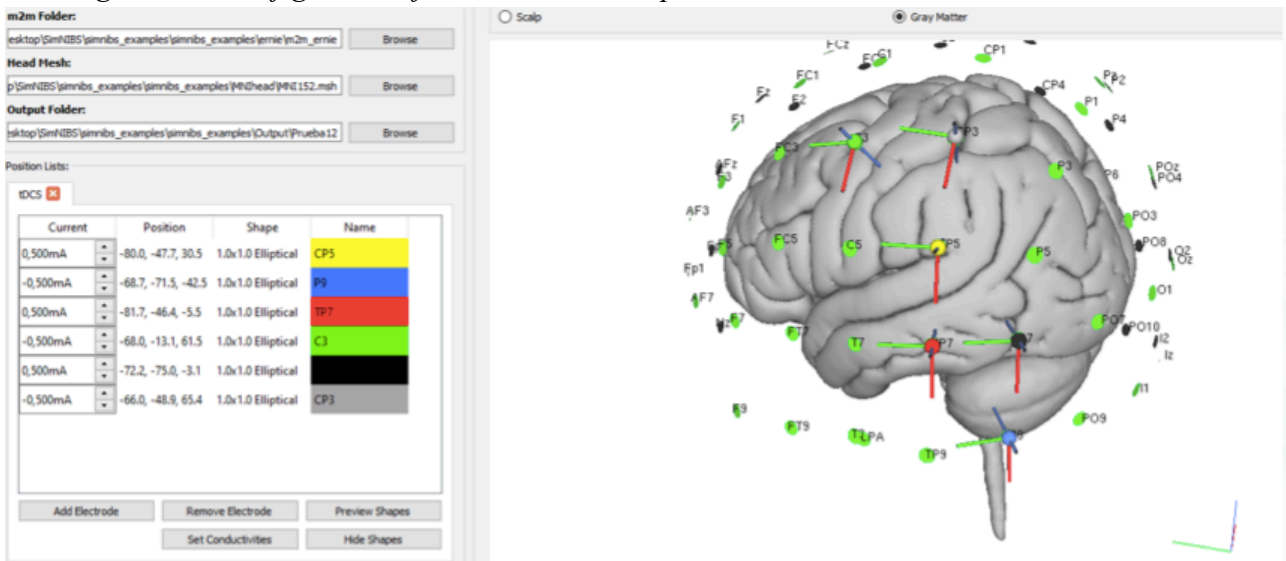 m2m Folder:
esktop\SimNIBS\simnibs_examples\simnibs_examples\ernie\m2m_ernie
Browse
Head Mesh:
p\SimNIBS\simnibs_examples\simnibs_examples\MNIhead\MNI152.msh
Browse
Output Folder:
esktop\SimNIBS\simnibs_examples\simnibs_examples\Output\Prueba12
Browse
Position Lists:
tDCS
Current Position Shape Name
0,500mA -80.0, -47.7, 30.5 1.0x1.0 Elliptical CP5
-0,500mA -68.7, -71.5, -42.5 1.0x1.0 Elliptical P9
0,500mA -81.7, -46.4, -5.5 1.0x1.0 Elliptical TP7
-0,500mA -68.0, -13.1, 61.5 1.0x1.0 Elliptical C3
0,500mA -72.2, -75.0, -3.1 1.0x1.0 Elliptical
-0,500mA -66.0, -48.9, 65.4 1.0x1.0 Elliptical CP3
Add Electrode Remove Electrode Preview Shapes
Set Conductivities Hide Shapes
Scalp Gray Matter
FCz C1 CP1
FC1 CP4 P2
Fz F2 P1
F1 P4
FC3 P3
AFz P6 POz
F3 PO4
AF3 PO3
F5 FC5 C5 P5 PO8 O2
Oz
Fp1
AF7 O1
Nz F7 FT7 T7 PO7 PO10 I2
Iz
I1
F9 FT9 LPA TP9 PO9